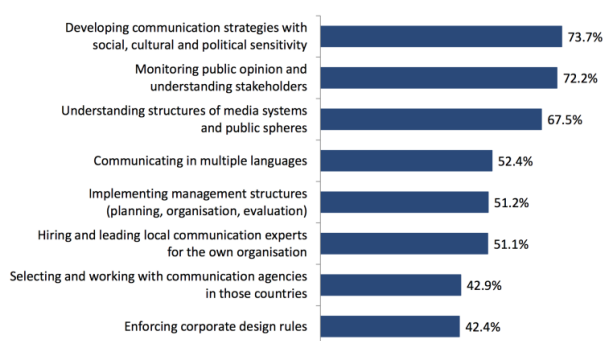 Developing communication strategies with
social, cultural and political sensitivity
73.7%
Monitoring public opinion and
understanding stakeholders
72.2%
Understanding structures of media systems
and public spheres
67.5%
Communicating in multiple languages
52.4%
Implementing management structures
(planning, organisation, evaluation)
51.2%
Hiring and leading local communication experts
for the own organisation
51.1%
Selecting and working with communication agencies
in those countries
42.9%
Enforcing corporate design rules
42.4%